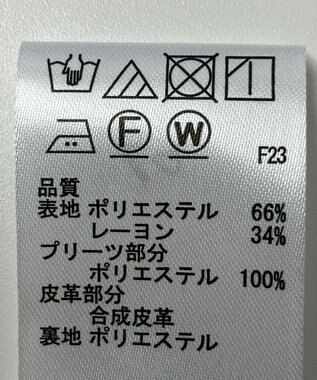 F W
F23
品質
表地 ポリエステル 66%
レーヨン 34%
プリーツ部分
ポリエステル 100%
皮革部分
合成皮革
裏地 ポリエステル